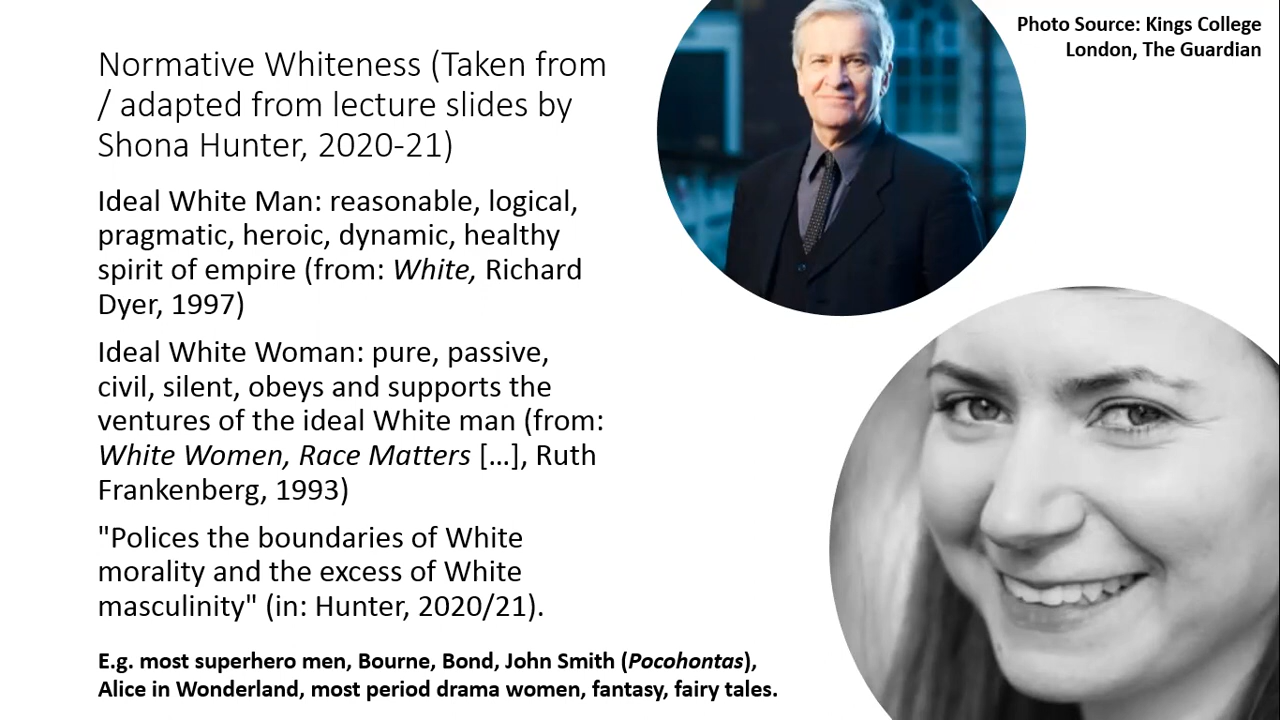 Photo Source: Kings College
London, The Guardian
Normative Whiteness (Taken from
/ adapted from lecture slides by
Shona Hunter, 2020-21)
Ideal White Man: reasonable, logical,
pragmatic, heroic, dynamic, healthy
spirit of empire (from: White, Richard
Dyer, 1997)
Ideal White Woman: pure, passive,
civil, silent, obeys and supports the
ventures of the ideal White man (from:
White Women, Race Matters […], Ruth
Frankenberg, 1993)
"Polices the boundaries of White
morality and the excess of White
masculinity" (in: Hunter, 2020/21).
E.g. most superhero men, Bourne, Bond, John Smith (Pocohontas),
Alice in Wonderland, most period drama women, fantasy, fairy tales.